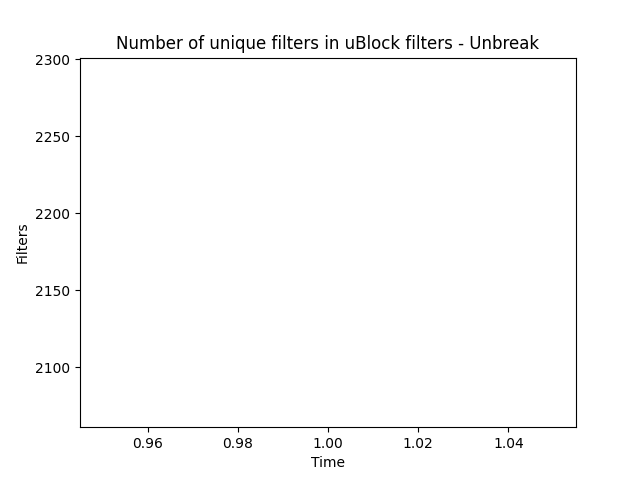 Number of unique filters in uBlock filters - Unbreak
2300
2250
2200
2150
2100
Filters
0.96 0.98 1.00 1.02 1.04
Time